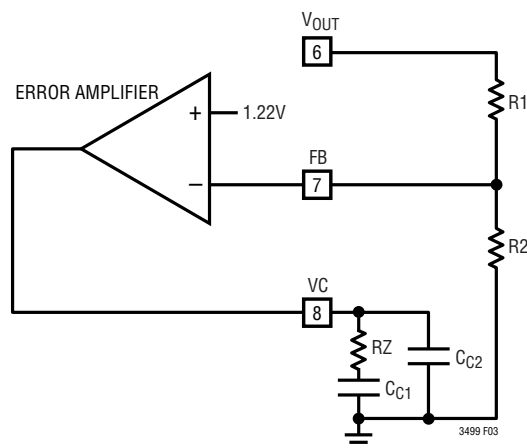 VOUT
6
R1
ERROR AMPLIFIER
+
1.22V
FB
7
–
R2
VC
8
RZ
CC2
CC1
3499 F03